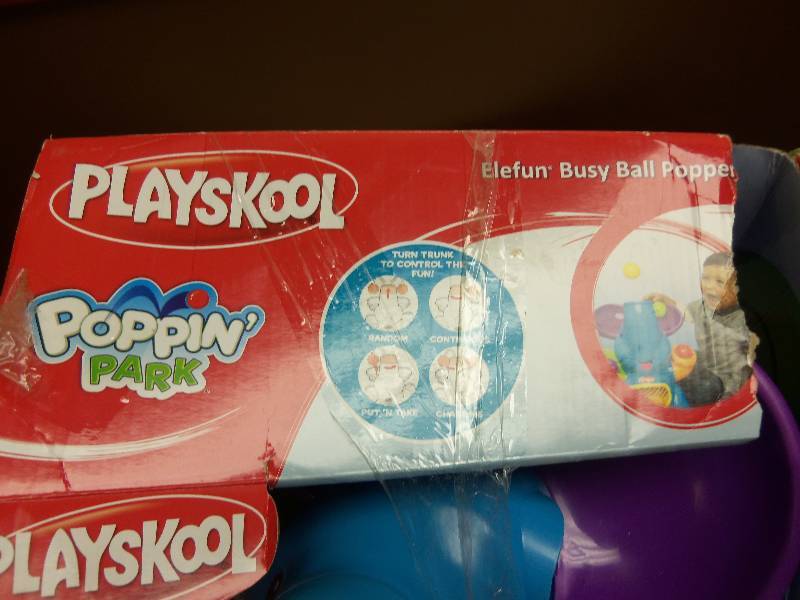 PLAYSKOOL
Elefun Busy Ball Popper
POPPIN'
PARK
TURN TRUNK
TO CONTROL THE
FUN!
RANDOM
PUT 'N TAKE
PLAYSKOOL